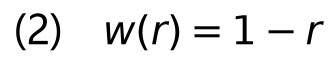 (2) w(r) = 1 − r